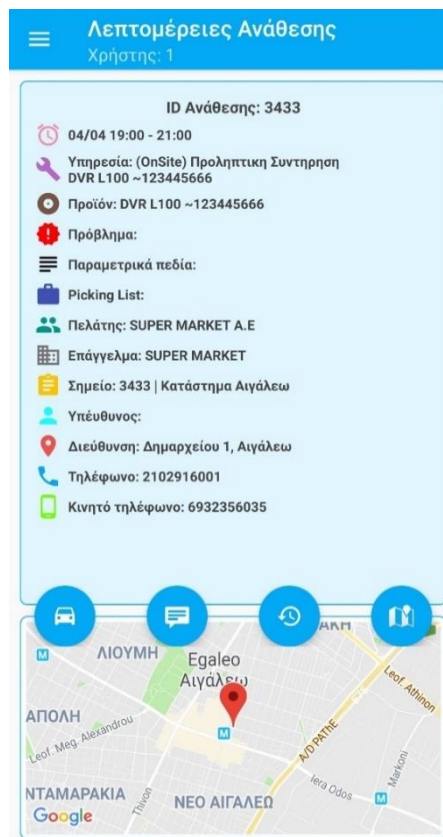 Λεπτομέρειες Ανάθεσης
Χρήστης: 1
ID Ανάθεσης: 3433
04/04 19:00 - 21:00
Υπηρεσία: (OnSite) Προληπτικη Συντηρηση
DVR L100 ~123445666
Προϊόν: DVR L100 ~123445666
Πρόβλημα:
Παραμετρικά πεδία:
Picking List:
Πελάτης: SUPER MARKET A.E
Επάγγελμα: SUPER MARKET
Σημείο: 3433 | Κατάστημα Αιγάλεω
Υπέυθυνος:
Διεύθυνση: Δημαρχείου 1, Αιγάλεω
Τηλέφωνο: 2102916001
Κινητό τηλέφωνο: 6932356035
ΑΚΗ
M
ΛΙΟΥΜΗ
Egaleo
Αιγάλεω
Leof. Athinon
ΑΠΟΛΗ
Leof. Meg. Alexandrou
M
A/D PATHE
Markoni
Iera Odos
M
ΝΤΑΜΑΡΑΚΙΑ
Thivon
ΝΕΟ ΑΙΓΑΛΕΩ
Google